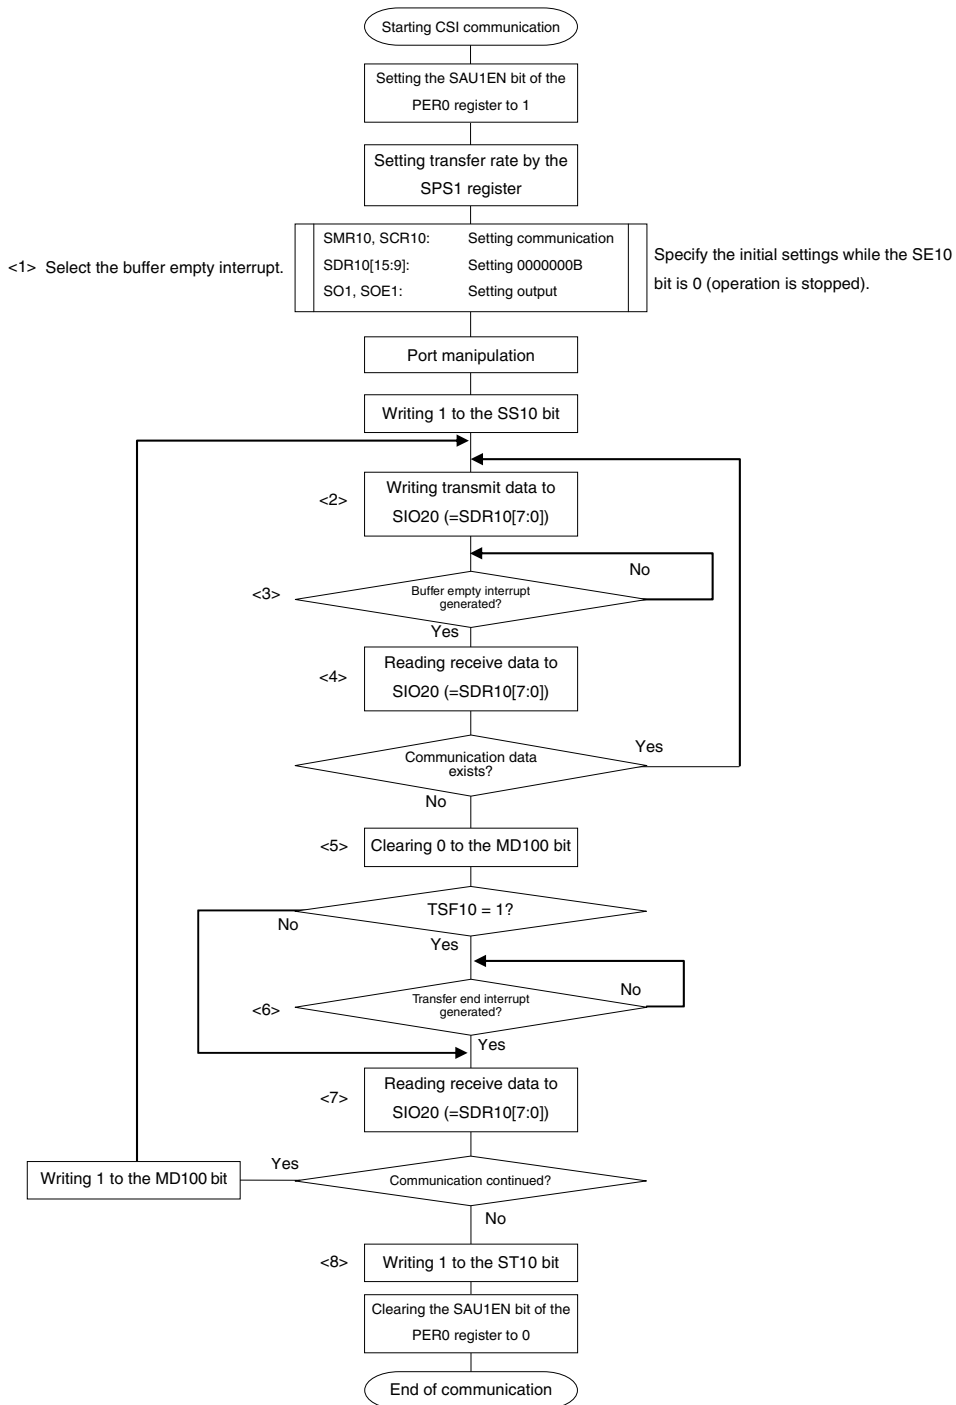 Starting CSI communication
Setting the SAU1EN bit of the
PER0 register to 1
Setting transfer rate by the
SPS1 register
<1> Select the buffer empty interrupt.
SMR10, SCR10: Setting communication
SDR10[15:9]: Setting 0000000B
SO1, SOE1: Setting output
Specify the initial settings while the SE10
bit is 0 (operation is stopped).
Port manipulation
Writing 1 to the SS10 bit
<2>
Writing transmit data to
SIO20 (=SDR10[7:0])
No
<3>
Buffer empty interrupt
generated?
Yes
<4>
Reading receive data to
SIO20 (=SDR10[7:0])
Yes
Communication data
exists?
No
<5>
Clearing 0 to the MD100 bit
TSF10 = 1?
No
Yes
No
<6>
Transfer end interrupt
generated?
Yes
<7>
Reading receive data to
SIO20 (=SDR10[7:0])
Writing 1 to the MD100 bit
Yes
Communication continued?
No
<8>
Writing 1 to the ST10 bit
Clearing the SAU1EN bit of the
PER0 register to 0
End of communication